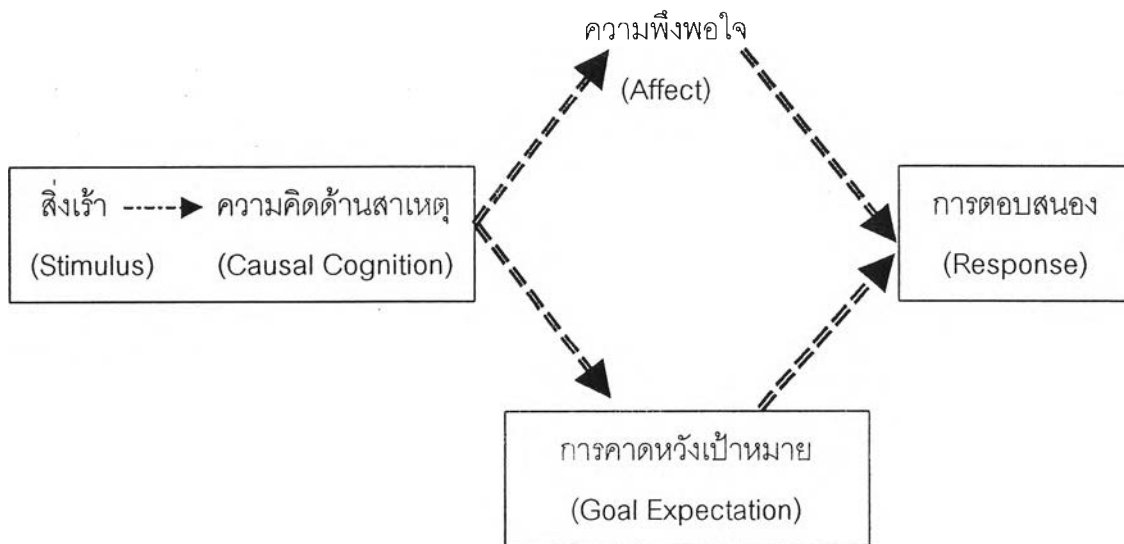 ความพึงพอใจ
(Affect)
สิ่งเร้า ความคิดด้านสาเหตุ
(Stimulus) (Causal Cognition)
การตอบสนอง
(Response)
การคาดหวังเป้าหมาย
(Goal Expectation)